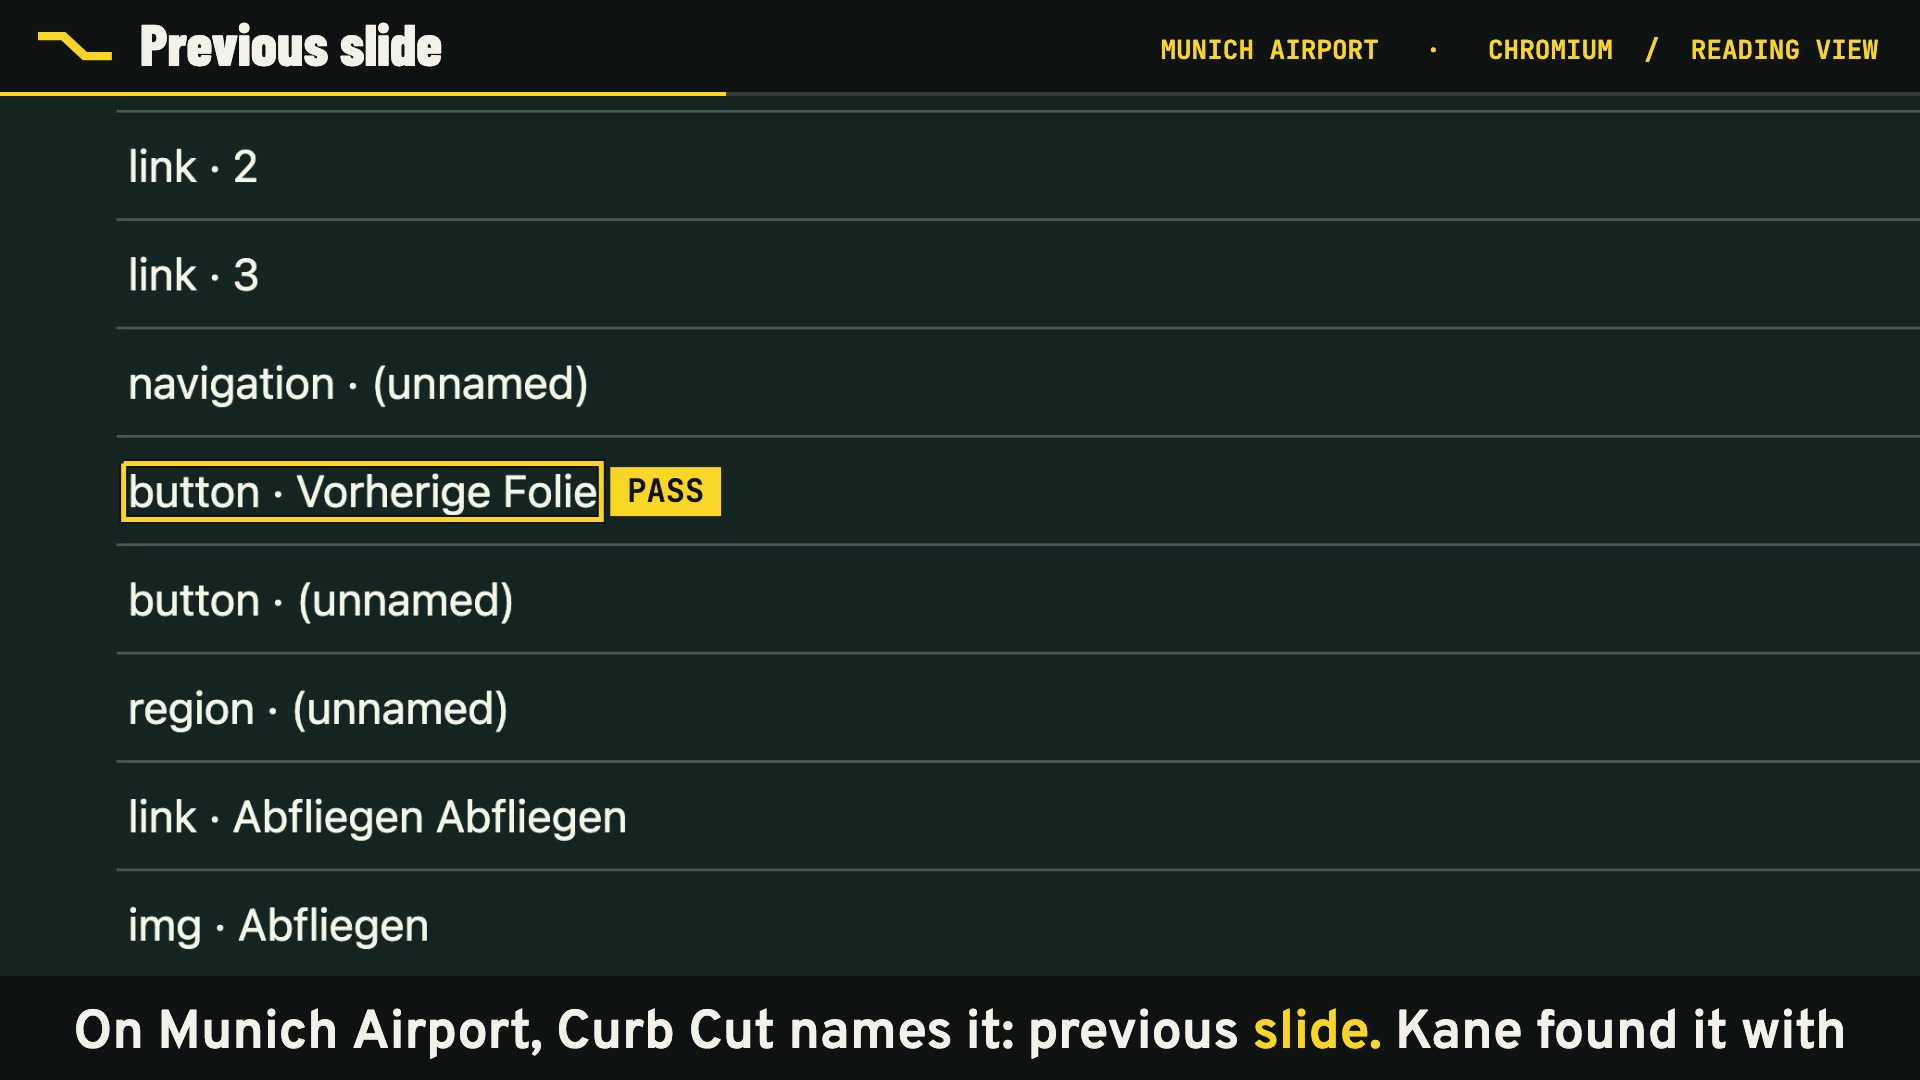 Previous slide
MUNICH AIRPORT · CHROMIUM / READING VIEW
link · 2
link · 3
navigation · (unnamed)
button · Vorherige Folie PASS
button · (unnamed)
region · (unnamed)
link · Abfliegen Abfliegen
img · Abfliegen
On Munich Airport, Curb Cut names it: previous slide. Kane found it with